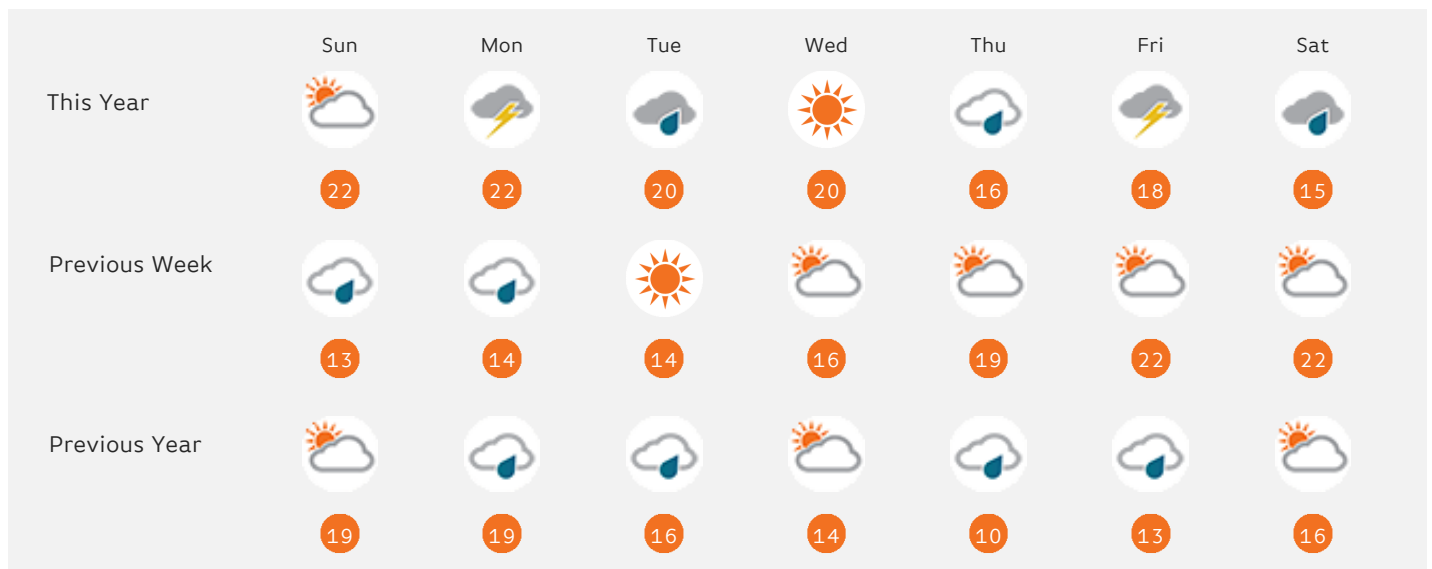 Sun Mon Tue Wed Thu Fri Sat
This Year
22 22 20 20 16 18 15
Previous Week
13 14 14 16 19 22 22
Previous Year
19 19 16 14 10 13 16